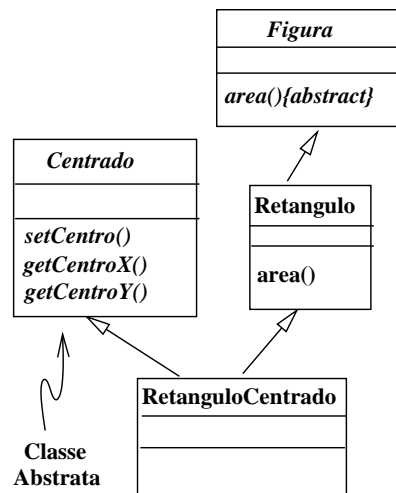 Figura
area(){abstract}
Centrado
setCentro()
getCentroX()
getCentroY()
Retangulo
area()
RetanguloCentrado
Classe
Abstrata